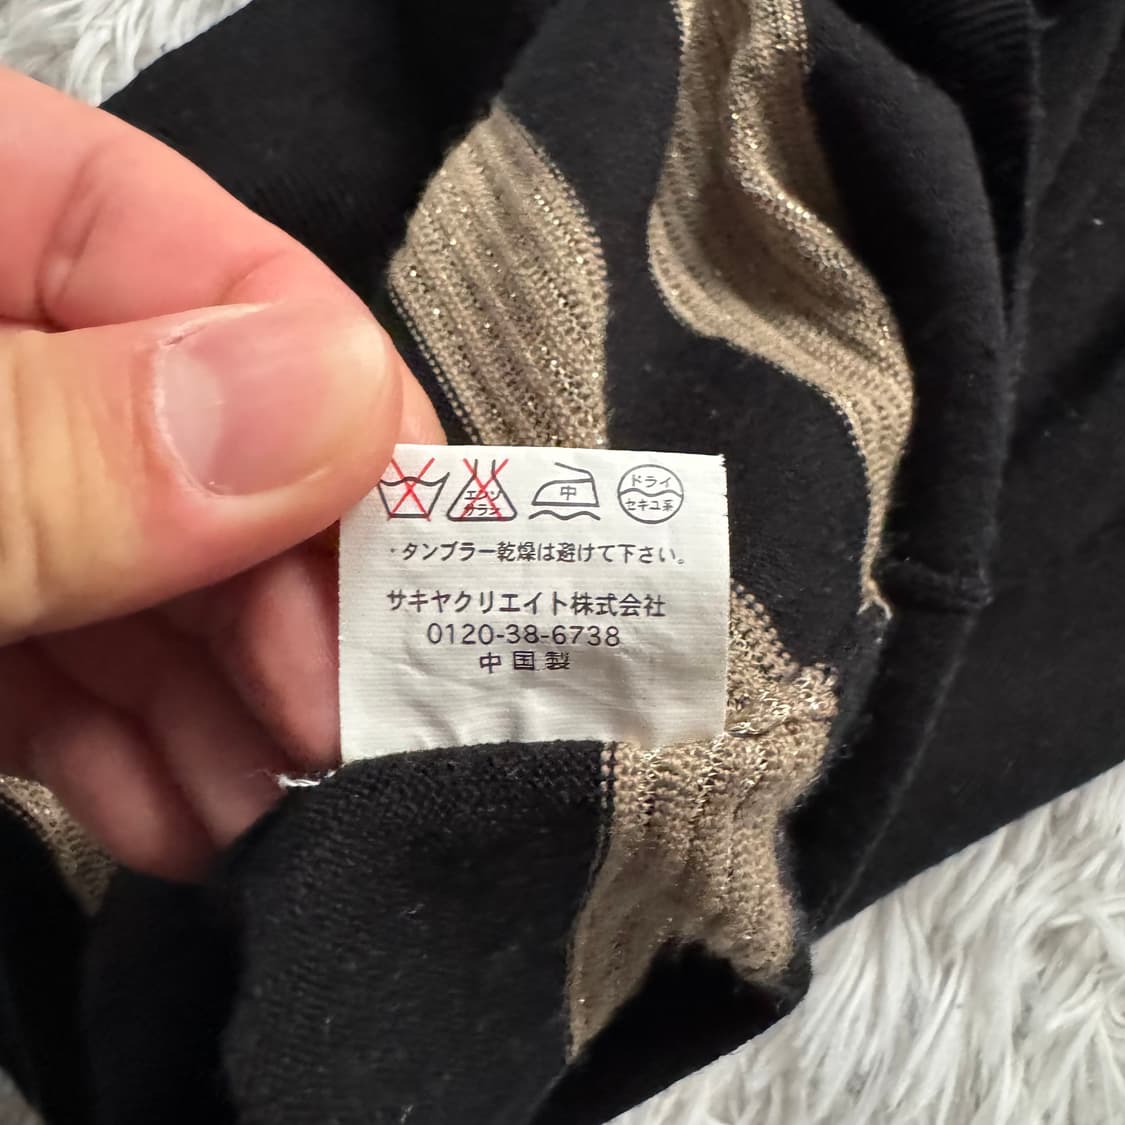 エンソ サラシ 中 ドライ セキユ系
・タンブラー乾燥は避けて下さい。
サキヤクリエイト株式会社
0120-38-6738
中国製